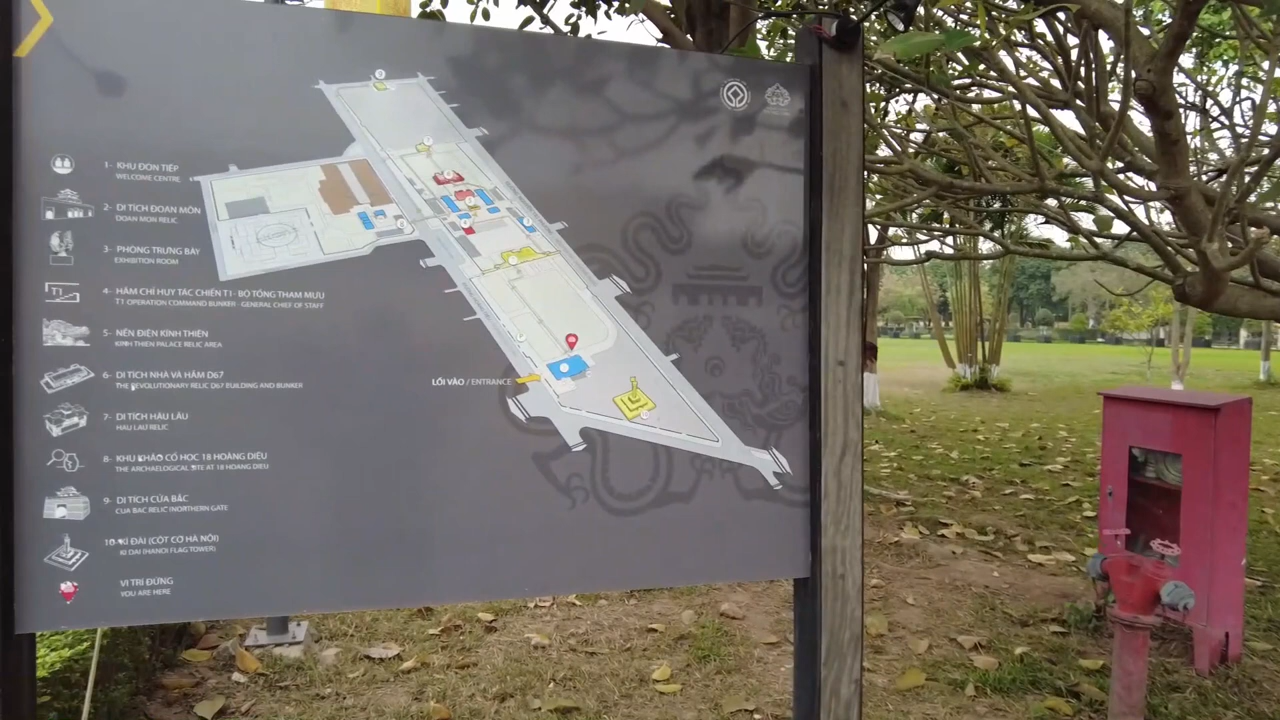 1- KHU ĐÓN TIẾP
WELCOME CENTRE
2- DI TÍCH ĐOAN MÔN
DOAN MON RELIC
3- PHÒNG TRƯNG BÀY
EXHIBITION ROOM
4- HẦM CHỈ HUY TÁC CHIẾN T1 - BỘ TỔNG THAM MƯU
T1 OPERATION COMMAND BUNKER - GENERAL CHIEF OF STAFF
T1
5- NỀN ĐIỆN KÍNH THIÊN
KINH THIEN PALACE RELIC AREA
6- DI TÍCH NHÀ VÀ HẦM D67
THE REVOLUTIONARY RELIC D67 BUILDING AND BUNKER
7- DI TÍCH HẬU LÂU
HAU LAU RELIC
8- KHU KHẢO CỔ HỌC 18 HOÀNG DIỆU
THE ARCHAELOGICAL SITE AT 18 HOANG DIEU
9- DI TÍCH CỬA BẮC
CUA BAC RELIC (NORTHERN GATE
10- KÌ ĐÀI (CỘT CỜ HÀ NỘI)
KI DAI (HANOI FLAG TOWER)
VỊ TRÍ ĐỨNG
YOU ARE HERE
LỐI VÀO / ENTRANCE